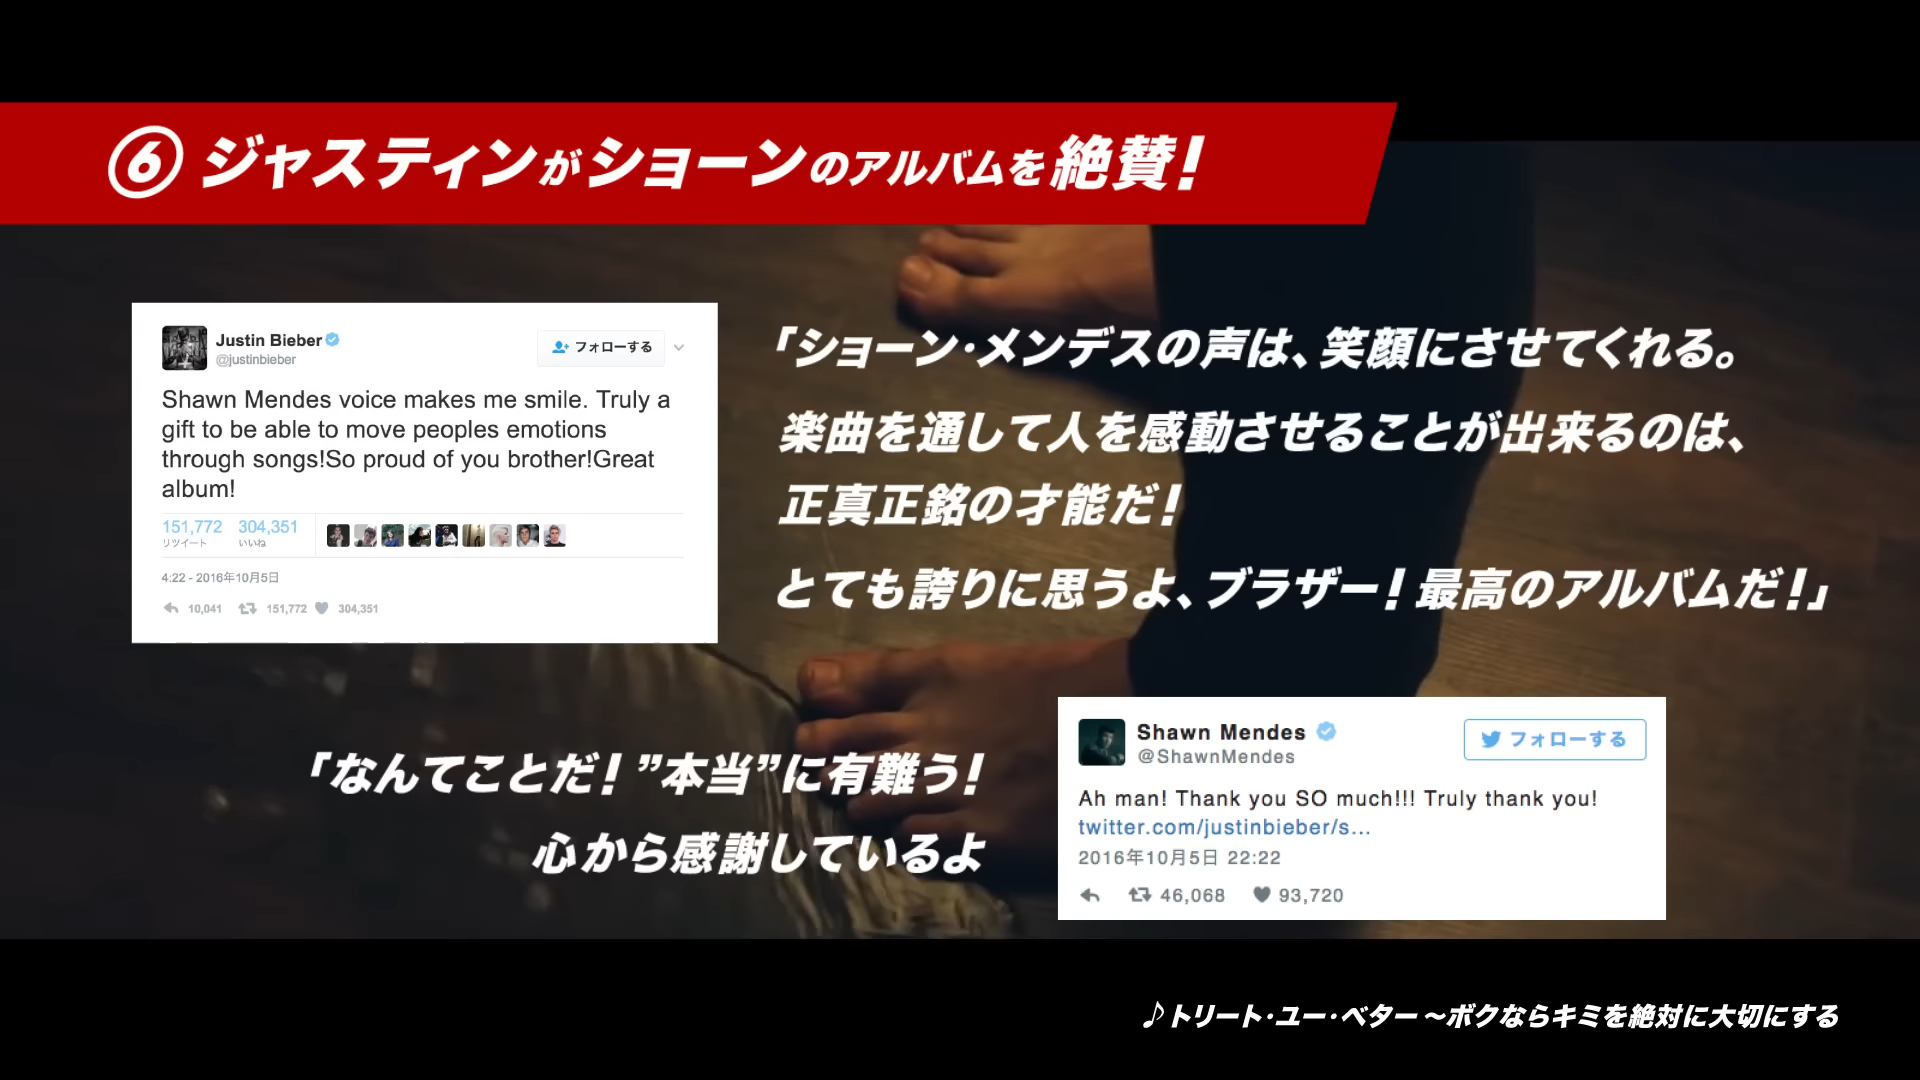 ⑥ ジャスティンがショーンのアルバムを絶賛!
Justin Bieber
@justinbieber
フォローする
Shawn Mendes voice makes me smile. Truly a
gift to be able to move peoples emotions
through songs!So proud of you brother!Great
album!
151,772 304,351
リツイート いいね
4:22 - 2016年10月5日
10,041 151,772 304,351
「ショーン・メンデスの声は、笑顔にさせてくれる。
楽曲を通して人を感動させることが出来るのは、
正真正銘の才能だ!
とても誇りに思うよ、ブラザー!最高のアルバムだ!」
「なんてことだ!”本当”に有難う!
心から感謝しているよ
Shawn Mendes
@ShawnMendes
フォローする
Ah man! Thank you SO much!!! Truly thank you!
twitter.com/justinbieber/s...
2016年10月5日 22:22
46,068 93,720
♪トリート・ユー・ベター ~ボクならキミを絶対に大切にする